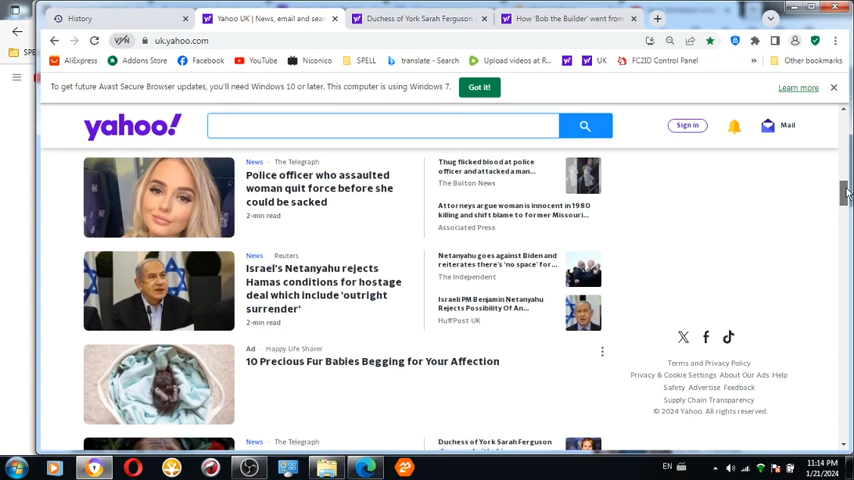 History
Yahoo UK | News, email and sea
Duchess of York Sarah Ferguson
How 'Bob the Builder' went from
VPN
uk.yahoo.com
AliExpress
Addons Store
Facebook
YouTube
Niconico
SPELL
translate - Search
Upload videos at R...
UK
FC2ID Control Panel
»
Other bookmarks
To get future Avast Secure Browser updates, you'll need Windows 10 or later. This computer is using Windows 7.
Got it!
Learn more
yahoo!
Sign in
Mail
News · The Telegraph
Police officer who assaulted
woman quit force before she
could be sacked
2-min read
Thug flicked blood at police
officer and attacked a man...
The Bolton News
Attorneys argue woman is innocent in 1980
killing and shift blame to former Missouri...
Associated Press
News · Reuters
Israel's Netanyahu rejects
Hamas conditions for hostage
deal which include 'outright
surrender'
2-min read
Netanyahu goes against Biden and
reiterates there's 'no space' for...
The Independent
Israeli PM Benjamin Netanyahu
Rejects Possibility Of An...
HuffPost UK
Ad · Happy Life Sharer
10 Precious Fur Babies Begging for Your Affection
Terms and Privacy Policy
Privacy & Cookie Settings About Our Ads Help
Safety Advertise Feedback
Supply Chain Transparency
© 2024 Yahoo. All rights reserved.
News · The Telegraph
Duchess of York Sarah Ferguson
EN
11:14 PM
1/21/2024